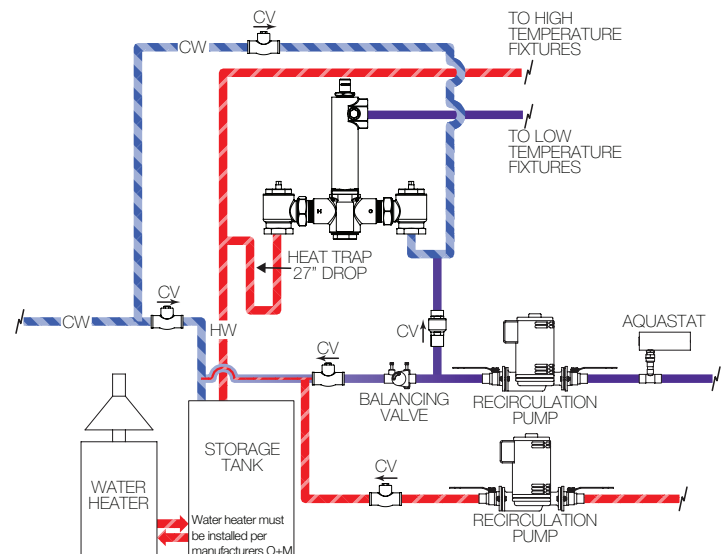 CV
CW
TO HIGH
TEMPERATURE
FIXTURES
TO LOW
TEMPERATURE
FIXTURES
H
C
HEAT TRAP
27" DROP
CV
CW
HW
CV
CV
AQUASTAT
BALANCING
VALVE
RECIRCULATION
PUMP
STORAGE
TANK
WATER
HEATER
CV
Water heater must
be installed per
manufacturers O+M
RECIRCULATION
PUMP